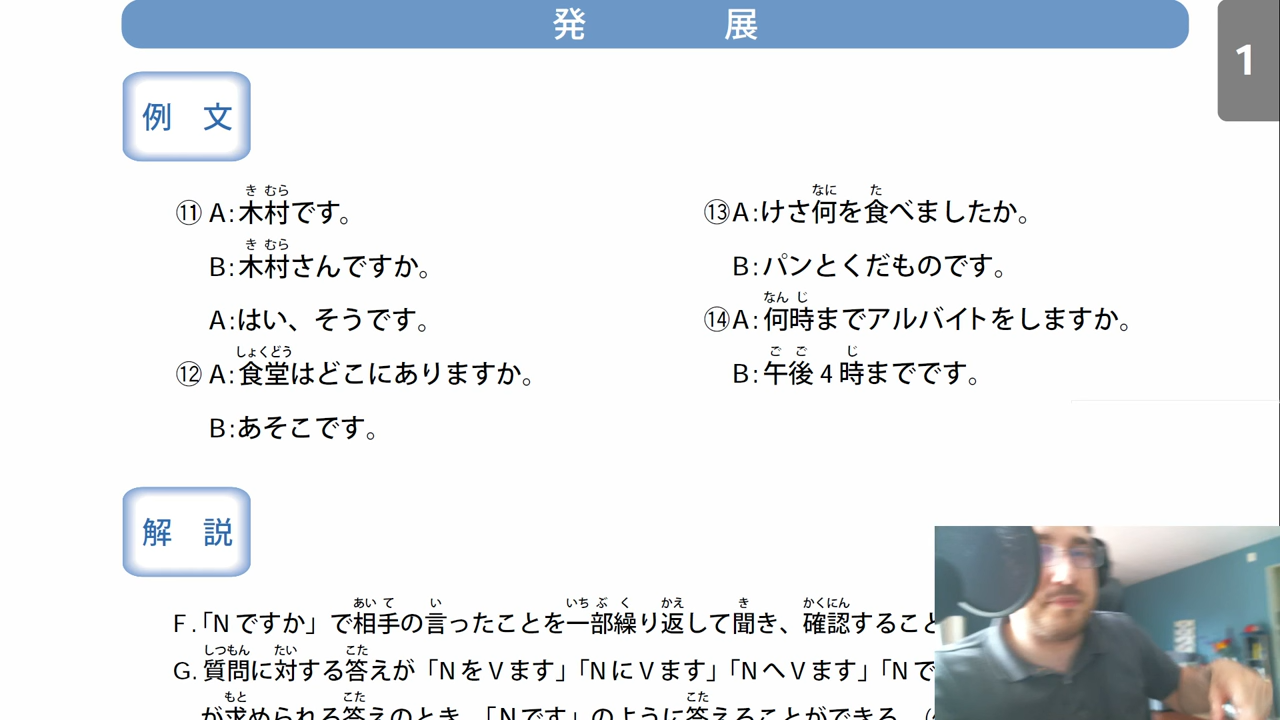 発　展
1
例　文
⑪ A:木村です。
B:木村さんですか。
A:はい、そうです。
⑫ A:食堂はどこにありますか。
B:あそこです。
⑬A:けさ何を食べましたか。
B:パンとくだものです。
⑭A:何時までアルバイトをしますか。
B:午後4時までです。
解　説
F.「Nですか」で相手の言ったことを一部繰り返して聞き、確認すること
G. 質問に対する答えが「NをVます」「NにVます」「NへVます」「Nで
が求められる答えのとき、「Nです」のように答えることができる。